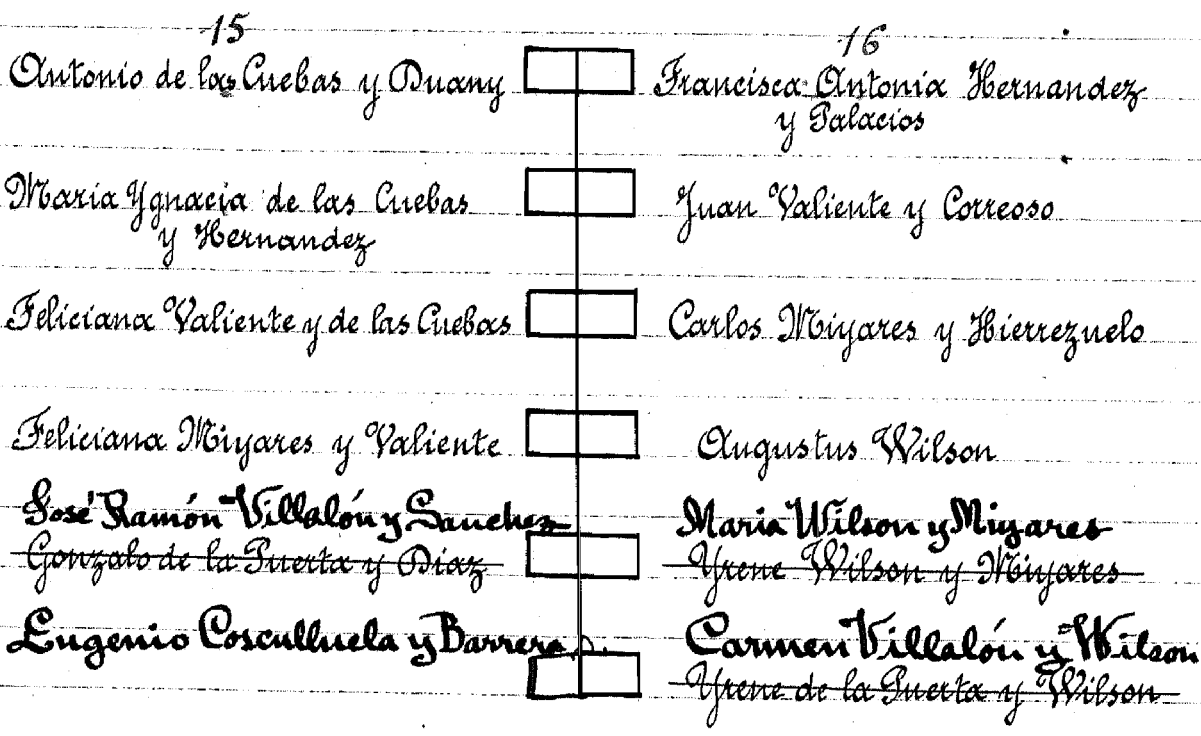 15
16
Antonio de las Cuebas y Duany
Francisca Antonia Hernandez
y Palacios
Maria Ygnacia de las Cuebas
y Hernandez
Juan Valiente y Correoso
Feliciana Valiente y de las Cuebas
Carlos Miyares y Hierrezuelo
Feliciana Miyares y Valiente
Augustus Wilson
José Ramón Villalón y Sanchez
Maria Wilson y Miyares
Gonzalo de la Puerta y Diaz
Yrene Wilson y Miyares
Eugenio Cosculluela y Barrera
Carmen Villalón y Wilson
Yrene de la Puerta y Wilson